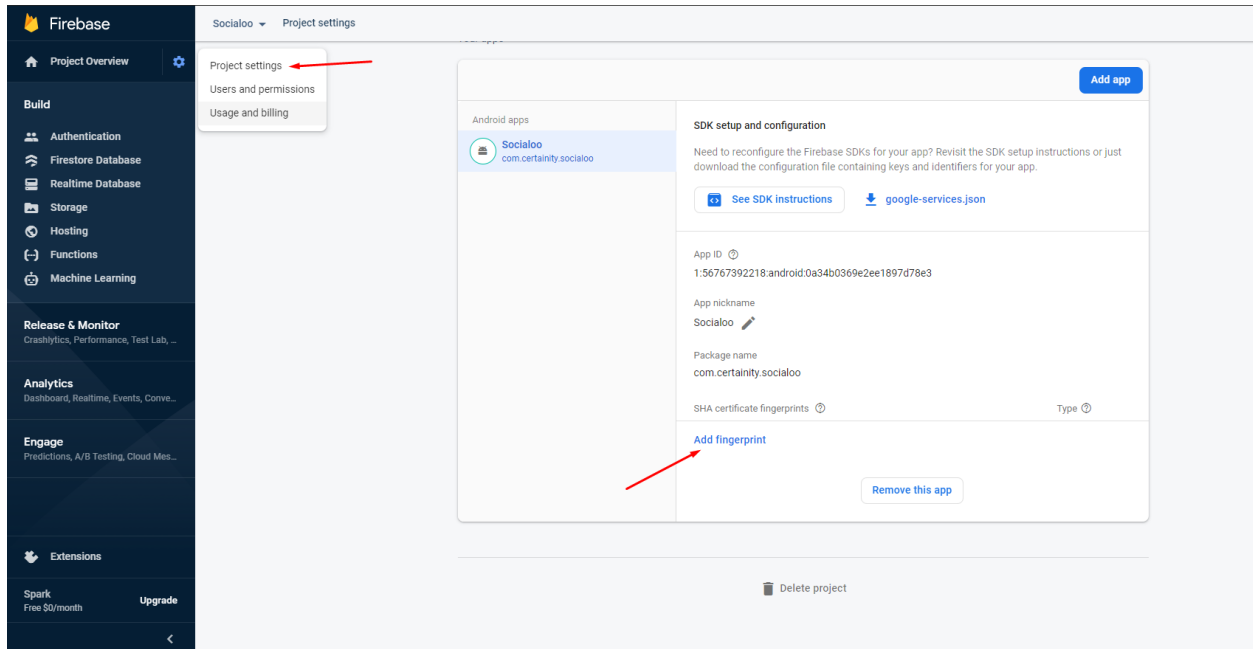 Firebase
Project Overview
Build
Authentication
Firestore Database
Realtime Database
Storage
Hosting
Functions
Machine Learning
Release & Monitor
Crashlytics, Performance, Test Lab, ...
Analytics
Dashboard, Realtime, Events, Conve...
Engage
Predictions, A/B Testing, Cloud Mes...
Extensions
Spark
Free $0/month
Upgrade
Socialoo
Project settings
Project settings
Users and permissions
Usage and billing
Your apps
Add app
Android apps
Socialoo
com.certainity.socialoo
SDK setup and configuration
Need to reconfigure the Firebase SDKs for your app? Revisit the SDK setup instructions or just
download the configuration file containing keys and identifiers for your app.
See SDK instructions
google-services.json
App ID
1:56767392218:android:0a34b0369e2ee1897d78e3
App nickname
Socialoo
Package name
com.certainity.socialoo
SHA certificate fingerprints
Type
Add fingerprint
Remove this app
Delete project